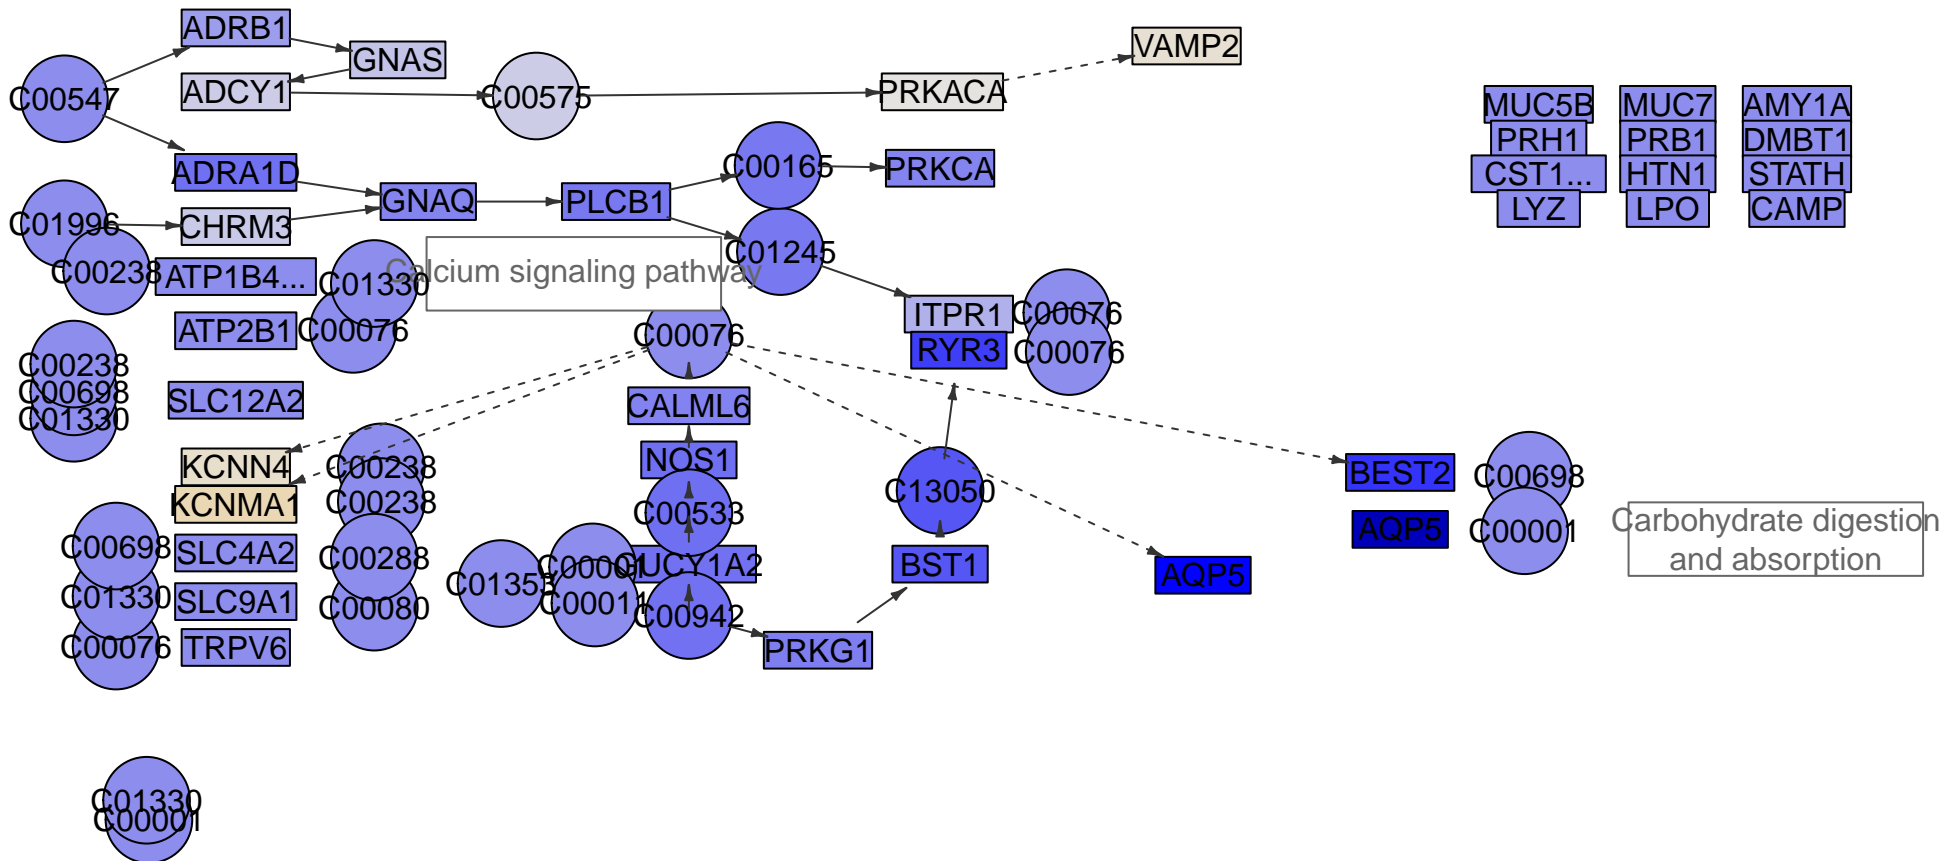 ADRB1
GNAS
VAMP2
C00547
ADCY1
C00575
PRKACA
MUC5B
MUC7
AMY1A
PRH1
PRB1
DMBT1
ADRA1D
C00165
PRKCA
CST1...
HTN1
STATH
GNAQ
PLCB1
LYZ
LPO
CAMP
C01996
CHRM3
C01245
C00238
ATP1B4...
C01330
Calcium signaling pathway
ITPR1
C00076
ATP2B1
C00076
C00076
RYR3
C00076
C00238
C00698
C01330
SLC12A2
CALML6
KCNN4
C00238
NOS1
BEST2
C00698
KCNMA1
C00238
C13050
C00533
AQP5
C00001
Carbohydrate digestion
and absorption
C00698
SLC4A2
C00288
C01353
C00001
GUCY1A2
BST1
AQP5
C01330
SLC9A1
C00080
C00011
C00942
C00076
TRPV6
PRKG1
C01330
C00001